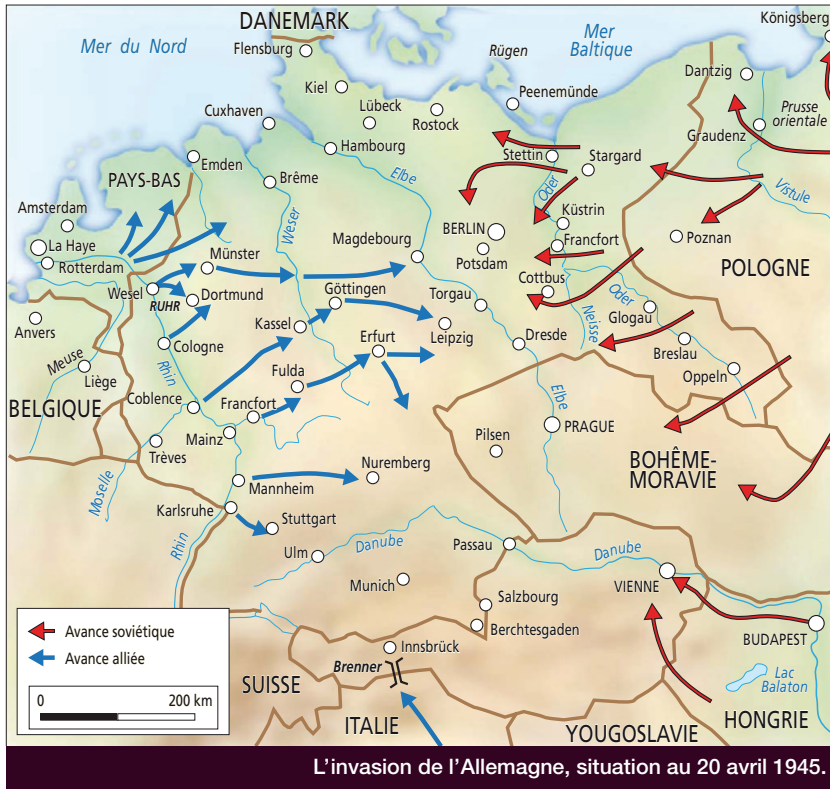 DANEMARK
Mer du Nord
Flensburg
Rügen
Mer
Baltique
Königsberg
Kiel
Dantzig
Peenemünde
Lübeck
Rostock
Cuxhaven
Prusse
orientale
Graudenz
Hambourg
Emden
Stettin
Stargard
PAYS-BAS
Elbe
Oder
Brême
Vistule
Amsterdam
Weser
Küstrin
BERLIN
La Haye
Francfort
Poznan
Magdebourg
Potsdam
Rotterdam
Münster
POLOGNE
Wesel
Dortmund
Göttingen
Torgau
Cottbus
Oder
RUHR
Neisse
Glogau
Anvers
Kassel
Leipzig
Erfurt
Dresde
Breslau
Cologne
Meuse
Rhin
Liège
Fulda
Oppeln
Coblence
Francfort
Elbe
BELGIQUE
PRAGUE
Mainz
Pilsen
Trèves
BOHÊME-
MORAVIE
Nuremberg
Moselle
Mannheim
Karlsruhe
Stuttgart
Rhin
Ulm
Danube
Passau
Danube
Munich
VIENNE
Salzbourg
Avance soviétique
Berchtesgaden
BUDAPEST
Avance alliée
Innsbrück
Brenner
Lac
Balaton
SUISSE
0
200 km
ITALIE
HONGRIE
YOUGOSLAVIE
L'invasion de l'Allemagne, situation au 20 avril 1945.